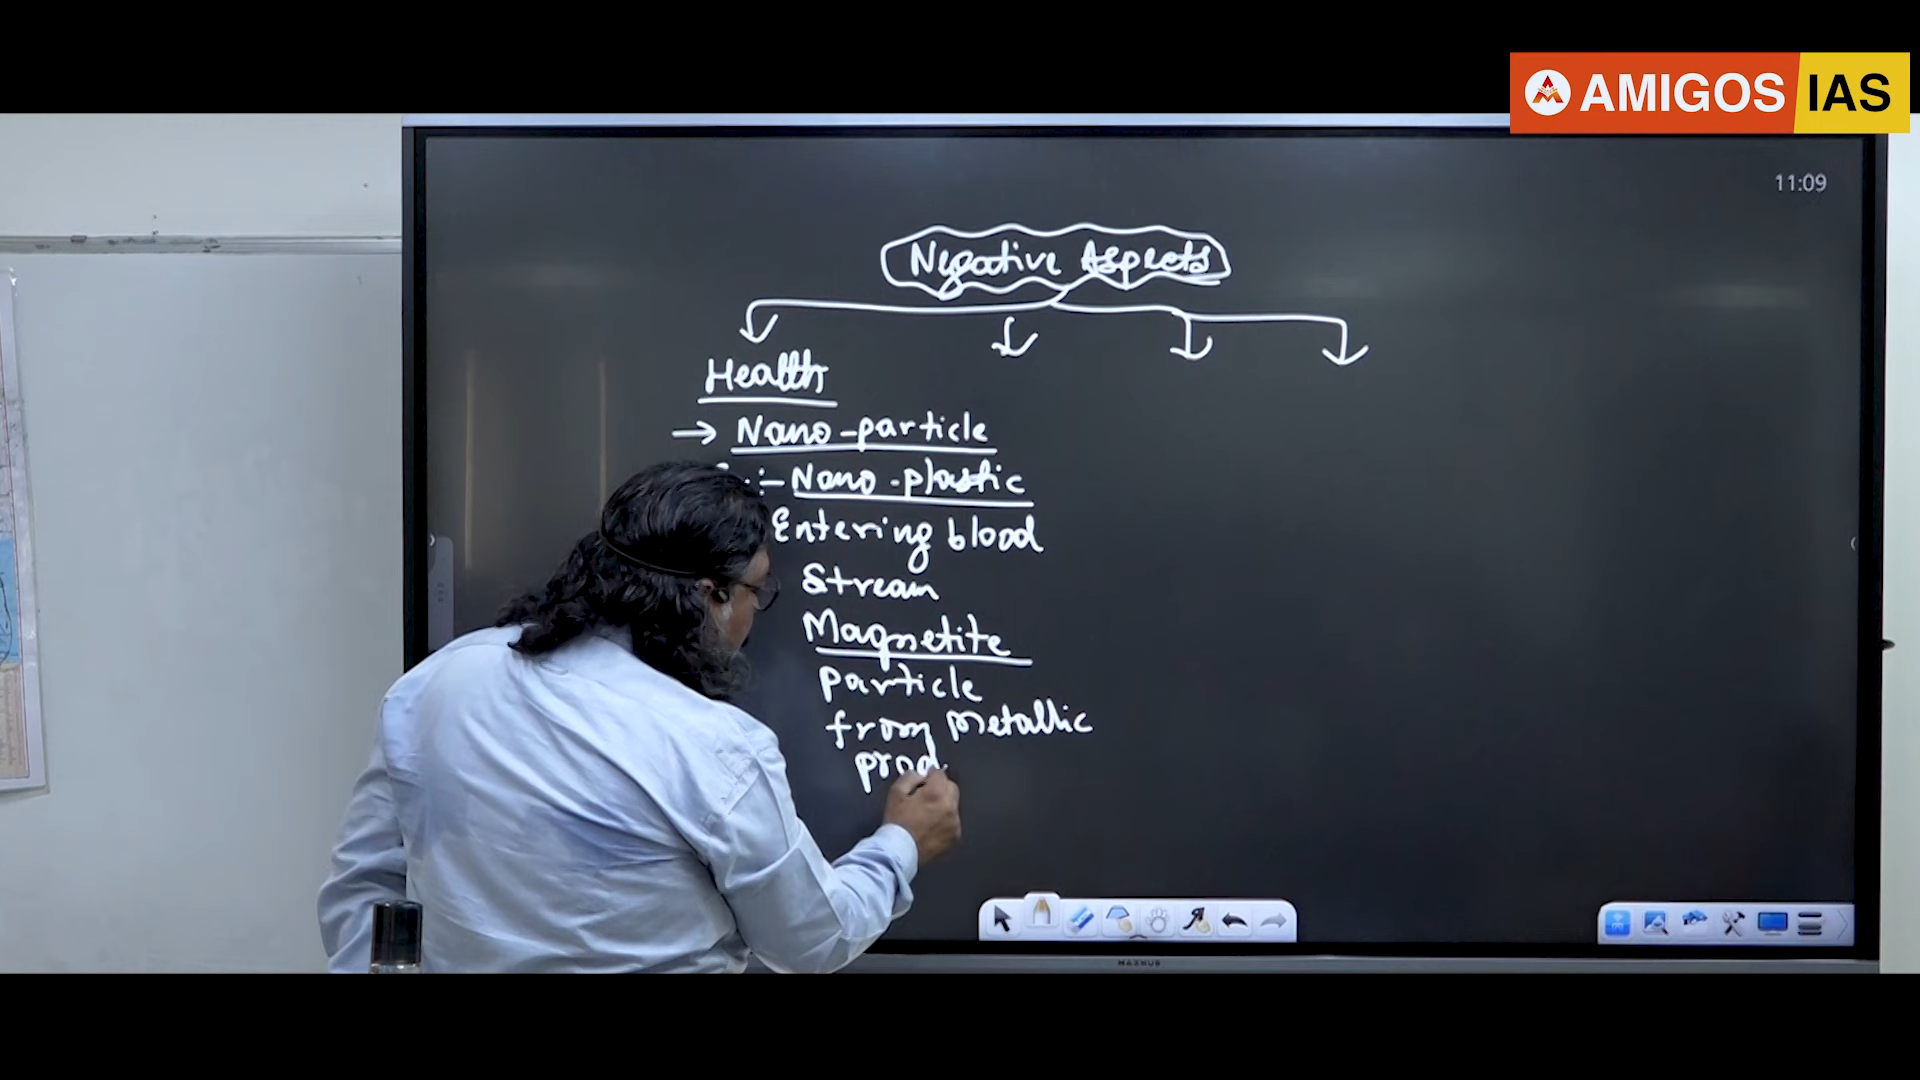 AMIGOS IAS
11:09
Negative Aspects
Health
→ Nano-particle
:- Nano-plastic
Entering blood
Stream
Magnetite
particle
from metallic
prod
MAXHUB